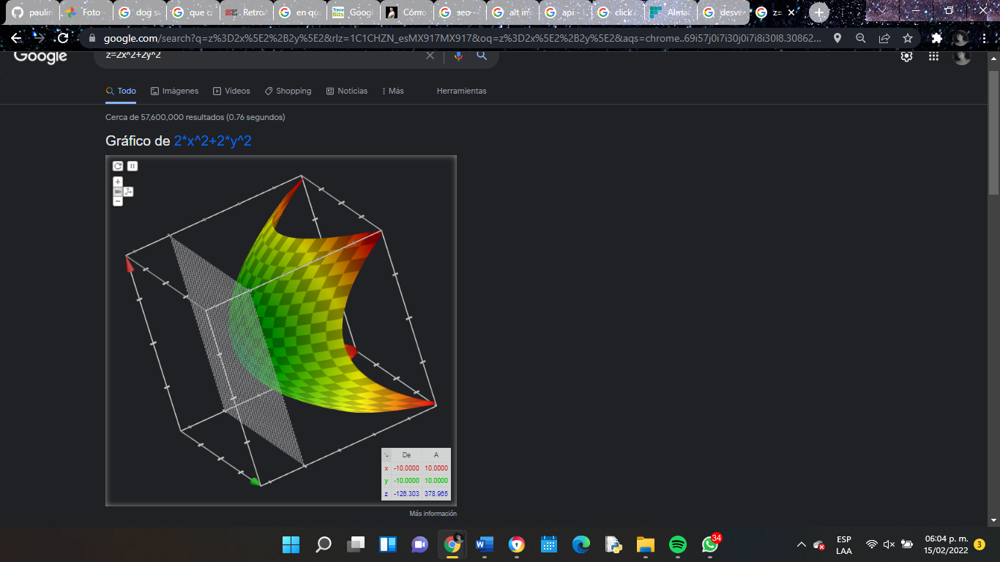 paulin Foto dog s que ca SZ. Retro en qu Trece Bits Googl Cómo seo-- alt im api - l click a Alma desve z=
google.com/search?q=z%3D2x%5E2%2B2y%5E2&rlz=1C1CHZN_esMX917MX917&oq=z%3D2x%5E2%2B2y%5E2&aqs=chrome..69i57j0i7i30j0i7i8i30l8.30862...
Google z=2x^2+2y^2
Todo Imágenes Videos Shopping Noticias Más Herramientas
Cerca de 57,600,000 resultados (0.76 segundos)
Gráfico de 2*x^2+2*y^2
De A
x -10.0000 10.0000
y -10.0000 10.0000
z -126.303 378.965
Más información
34
ESP
LAA
06:04 p. m.
15/02/2022
3